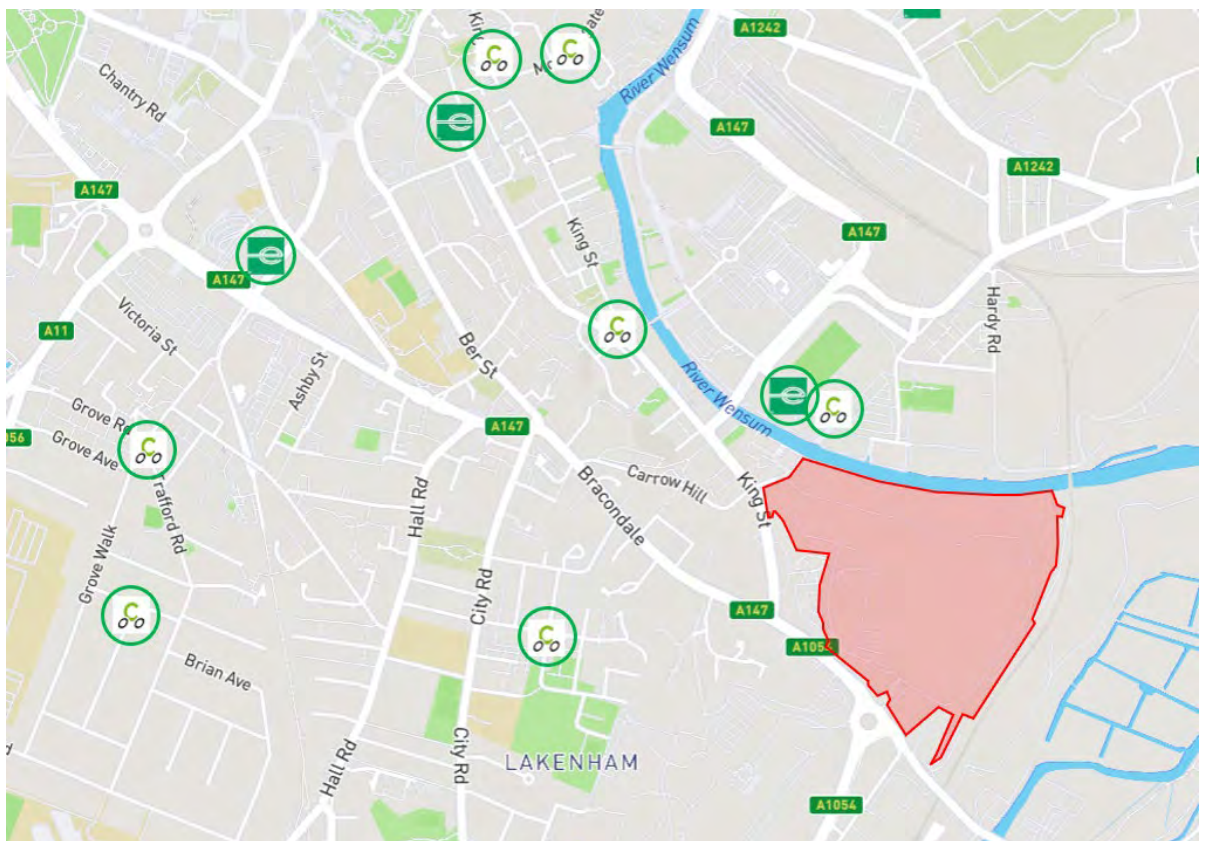 A1242
River Wensum
Chantry Rd
A147
A1242
A147
King St
A147
A147
Hardy Rd
Victoria St
A11
Ber St
Ashby St
River Wensum
Grove Rd
A147
Grove Ave
Carrow Hill
King St
Trafford Rd
Hall Rd
Bracondale
Grove Walk
City Rd
A147
A1054
Brian Ave
City Rd
Hall Rd
LAKENHAM
A1054